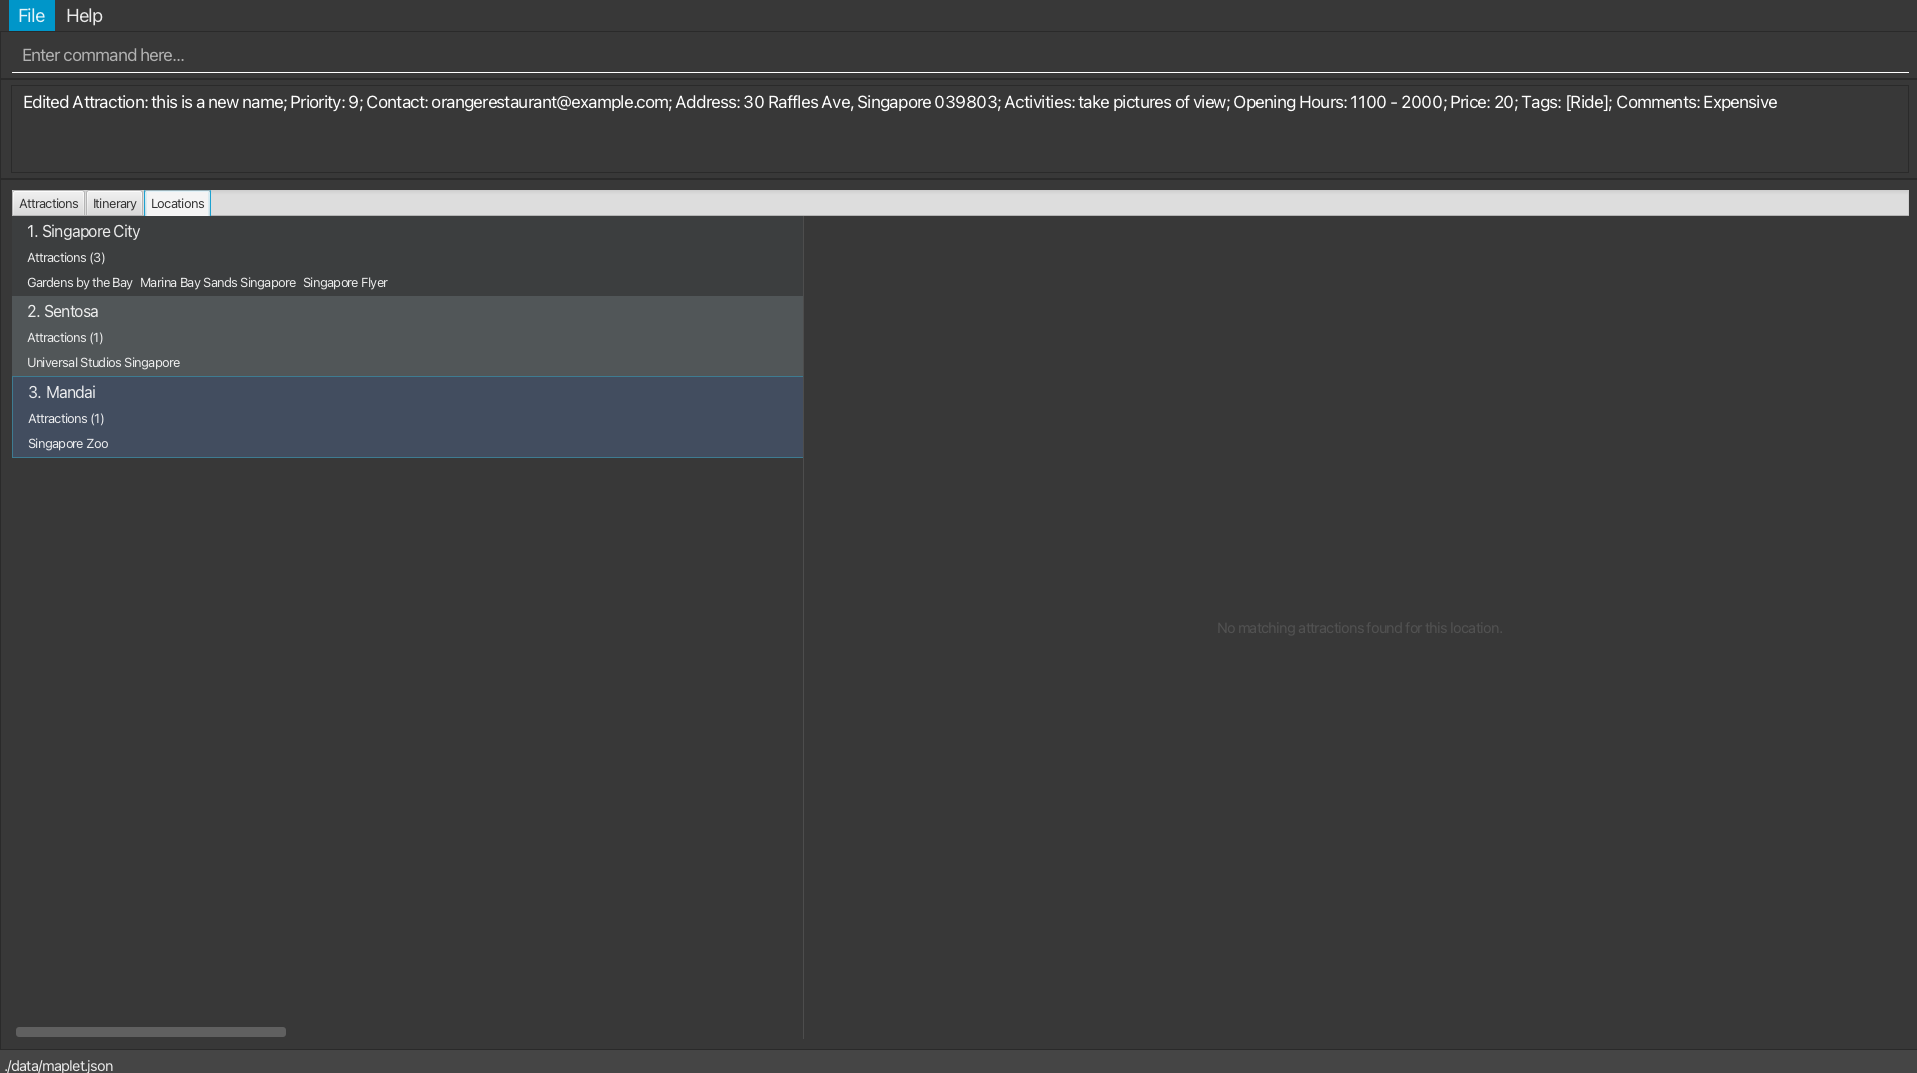 File Help
Enter command here...
Edited Attraction: this is a new name; Priority: 9; Contact: orangerestaurant@example.com; Address: 30 Raffles Ave, Singapore 039803; Activities: take pictures of view; Opening Hours: 1100 - 2000; Price: 20; Tags: [Ride]; Comments: Expensive
Attractions Itinerary Locations
1. Singapore City
Attractions (3)
Gardens by the Bay Marina Bay Sands Singapore Singapore Flyer
2. Sentosa
Attractions (1)
Universal Studios Singapore
3. Mandai
Attractions (1)
Singapore Zoo
No matching attractions found for this location.
./data/maplet.json